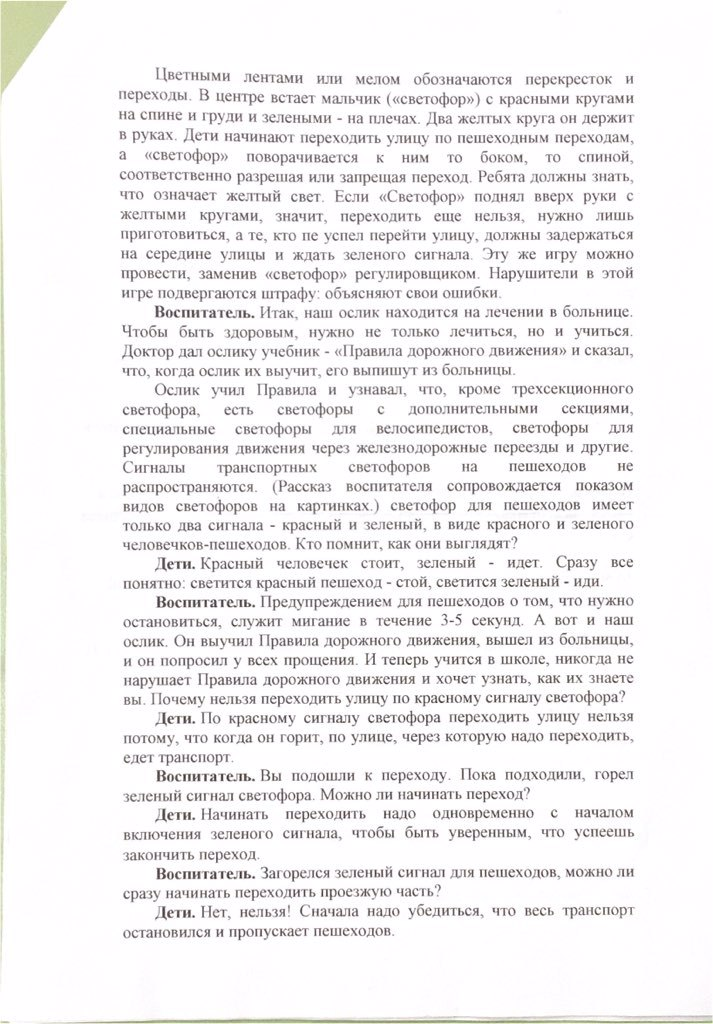 Цветными лентами или мелом обозначаются перекресток и
переходы. В центре встает мальчик («светофор») с красными кругами
на спине и груди и зелеными - на плечах. Два желтых круга он держит
в руках. Дети начинают переходить улицу по пешеходным переходам,
а «светофор» поворачивается к ним то боком, то спиной,
соответственно разрешая или запрещая переход. Ребята должны знать,
что означает желтый свет. Если «Светофор» поднял вверх руки с
желтыми кругами, значит, переходить еще нельзя, нужно лишь
приготовиться, а те, кто пе успел перейти улицу, должны задержаться
на середине улицы и ждать зеленого сигнала. Эту же игру можно
провести, заменив «светофор» регулировщиком. Нарушители в этой
игре подвергаются штрафу: объясняют свои ошибки.
Воспитатель. Итак, наш ослик находится на лечении в больнице.
Чтобы быть здоровым, нужно не только лечиться, но и учиться.
Доктор дал ослику учебник - «Правила дорожного движения» и сказал,
что, когда ослик их выучит, его выпишут из больницы.
Ослик учил Правила и узнавал, что, кроме трехсекционного
светофора, есть светофоры с дополнительными секциями,
специальные светофоры для велосипедистов, светофоры для
регулирования движения через железнодорожные переезды и другие.
Сигналы транспортных светофоров на пешеходов не
распространяются. (Рассказ воспитателя сопровождается показом
видов светофоров на картинках.) светофор для пешеходов имеет
только два сигнала - красный и зеленый, в виде красного и зеленого
человечков-пешеходов. Кто помнит, как они выглядят?
Дети. Красный человечек стоит, зеленый - идет. Сразу все
понятно: светится красный пешеход - стой, светится зеленый - иди.
Воспитатель. Предупреждением для пешеходов о том, что нужно
остановиться, служит мигание в течение 3-5 секунд. А вот и наш
ослик. Он выучил Правила дорожного движения, вышел из больницы,
и он попросил у всех прощения. И теперь учится в школе, никогда не
нарушает Правила дорожного движения и хочет узнать, как их знаете
вы. Почему нельзя переходить улицу по красному сигналу светофора?
Дети. По красному сигналу светофора переходить улицу нельзя
потому, что когда он горит, по улице, через которую надо переходить,
едет транспорт.
Воспитатель. Вы подошли к переходу. Пока подходили, горел
зеленый сигнал светофора. Можно ли начинать переход?
Дети. Начинать переходить надо одновременно с началом
включения зеленого сигнала, чтобы быть уверенным, что успеешь
закончить переход.
Воспитатель. Загорелся зеленый сигнал для пешеходов, можно ли
сразу начинать переходить проезжую часть?
Дети. Нет, нельзя! Сначала надо убедиться, что весь транспорт
остановился и пропускает пешеходов.